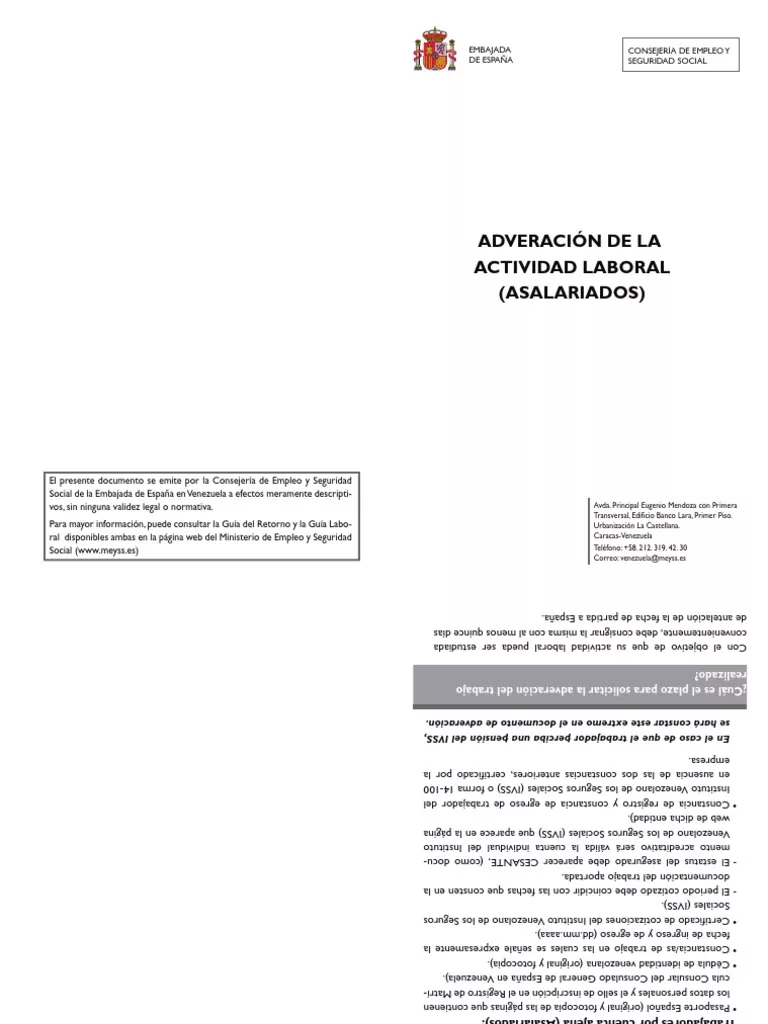 EMBAJADA
DE ESPAÑA
CONSEJERÍA DE EMPLEO Y
SEGURIDAD SOCIAL
ADVERACIÓN DE LA
ACTIVIDAD LABORAL
(ASALARIADOS)
El presente documento se emite por la Consejería de Empleo y Seguridad
Social de la Embajada de España en Venezuela a efectos meramente descripti-
vos, sin ninguna validez legal o normativa.
Para mayor información, puede consultar la Guía del Retorno y la Guía Labo-
ral disponibles ambas en la página web del Ministerio de Empleo y Seguridad
Social (www.meyss.es)
Avda. Principal Eugenio Mendoza con Primera
Transversal, Edificio Banco Lara, Primer Piso.
Urbanización La Castellana.
Caracas-Venezuela
Teléfono: +58. 212. 319. 42. 30
Correo: venezuela@meyss.es
Trabajadores por cuenta ajena (Asalariados):
• Pasaporte Español (original y fotocopia de las páginas que contienen
los datos personales y el sello de inscripción en el Registro de Matrí-
cula Consular del Consulado General de España en Venezuela).
• Cédula de identidad venezolana (original y fotocopia).
• Constancia/as de trabajo en las cuales se señale expresamente la
fecha de ingreso y de egreso (dd.mm.aaaa).
• Certificado de cotizaciones del Instituto Venezolano de los Seguros
Sociales (IVSS).
- El periodo cotizado debe coincidir con las fechas que consten en la
documentación del trabajo aportada.
- El estatus del asegurado debe aparecer CESANTE, (como docu-
mento acreditativo será válida la cuenta individual del Instituto
Venezolano de los Seguros Sociales (IVSS) que aparece en la página
web de dicha entidad).
• Constancia de registro y constancia de egreso de trabajador del
Instituto Venezolano de los Seguros Sociales (IVSS) o forma 14-100
en ausencia de las dos constancias anteriores, certificado por la
empresa.
En el caso de que el trabajador perciba una pensión del IVSS,
se hará constar este extremo en el documento de adveración.
¿Cuál es el plazo para solicitar la adveración del trabajo
realizado?
Con el objetivo de que su actividad laboral pueda ser estudiada
convenientemente, debe consignar la misma con al menos quince días
de antelación de la fecha de partida a España.